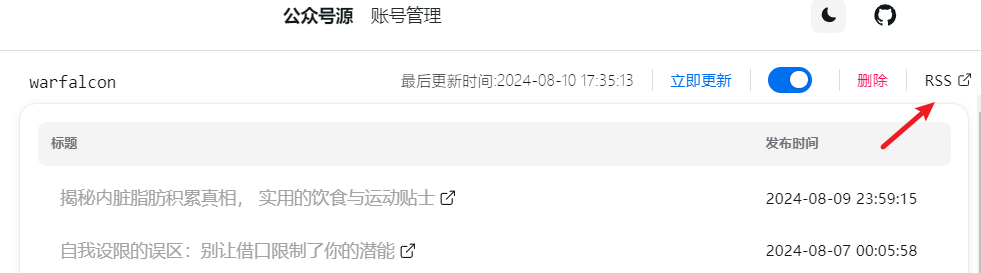 公众号源 账号管理
warfalcon 最后更新时间:2024-08-10 17:35:13 立即更新 删除 RSS
标题 发布时间
揭秘内脏脂肪积累真相， 实用的饮食与运动贴士 2024-08-09 23:59:15
自我设限的误区：别让借口限制了你的潜能 2024-08-07 00:05:58